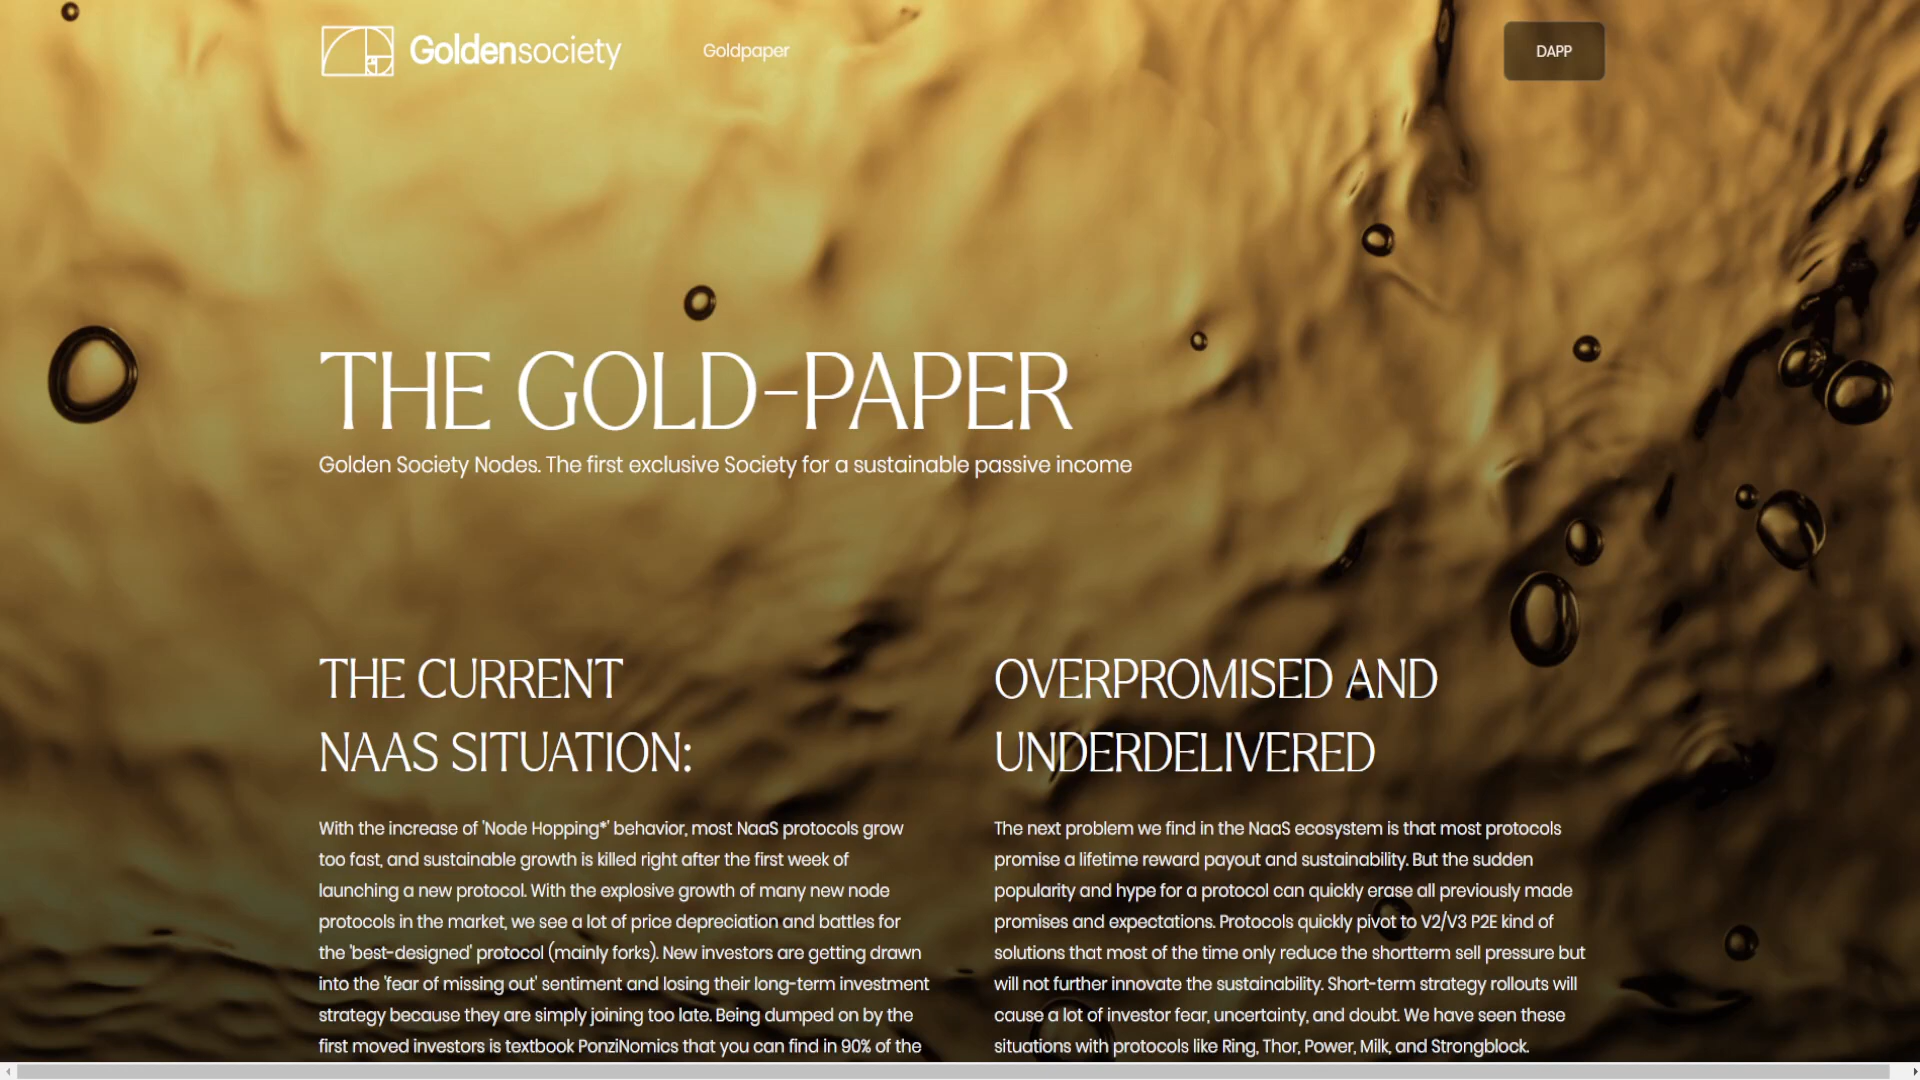 Goldensociety
Goldpaper
DAPP
THE GOLD-PAPER
Golden Society Nodes. The first exclusive Society for a sustainable passive income
THE CURRENT
NAAS SITUATION:
With the increase of 'Node Hopping*' behavior, most NaaS protocols grow
too fast, and sustainable growth is killed right after the first week of
launching a new protocol. With the explosive growth of many new node
protocols in the market, we see a lot of price depreciation and battles for
the 'best-designed' protocol (mainly forks). New investors are getting drawn
into the 'fear of missing out' sentiment and losing their long-term investment
strategy because they are simply joining too late. Being dumped on by the
first moved investors is textbook PonziNomics that you can find in 90% of the
OVERPROMISED AND
UNDERDELIVERED
The next problem we find in the NaaS ecosystem is that most protocols
promise a lifetime reward payout and sustainability. But the sudden
popularity and hype for a protocol can quickly erase all previously made
promises and expectations. Protocols quickly pivot to V2/V3 P2E kind of
solutions that most of the time only reduce the shortterm sell pressure but
will not further innovate the sustainability. Short-term strategy rollouts will
cause a lot of investor fear, uncertainty, and doubt. We have seen these
situations with protocols like Ring, Thor, Power, Milk, and Strongblock.